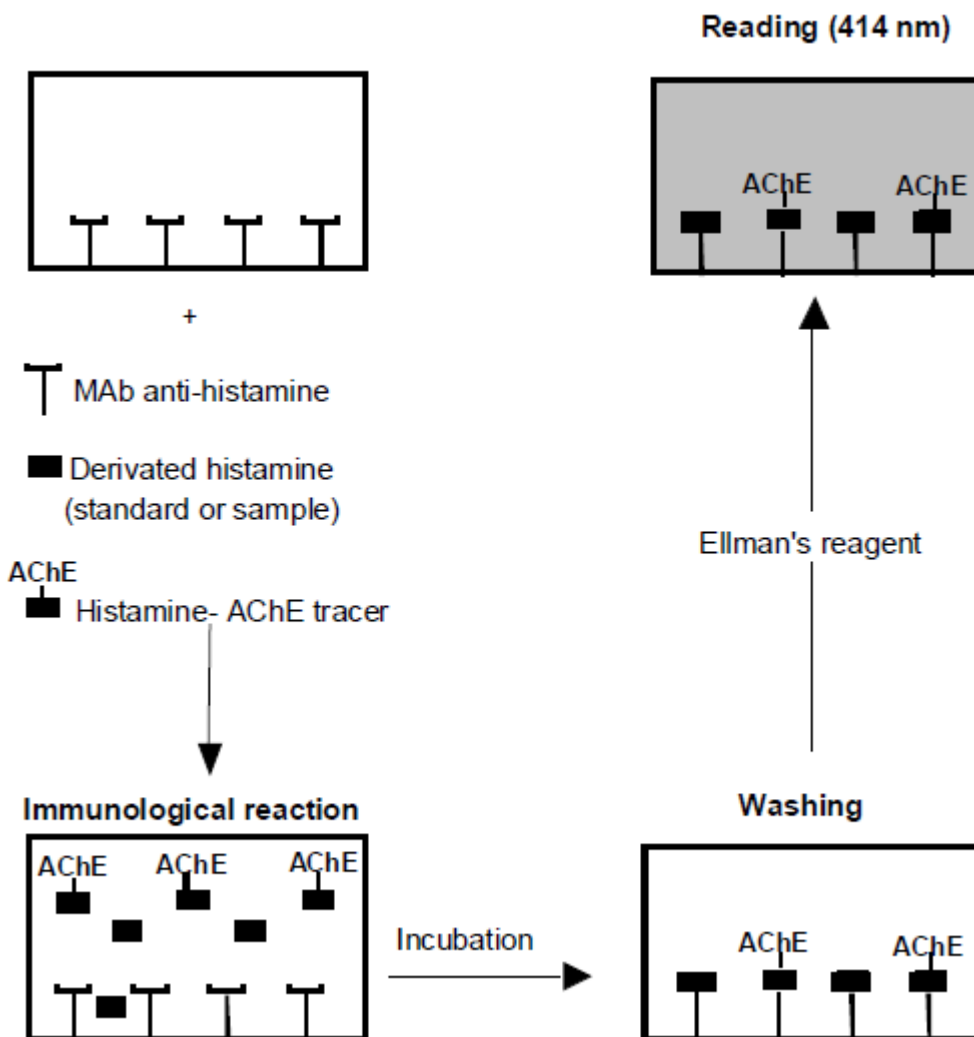 +
MAb anti-histamine
Derivated histamine
(standard or sample)
AChE
Histamine- AChE tracer
Immunological reaction
AChE AChE AChE
Incubation
Washing
AChE AChE
Ellman's reagent
Reading (414 nm)
AChE AChE